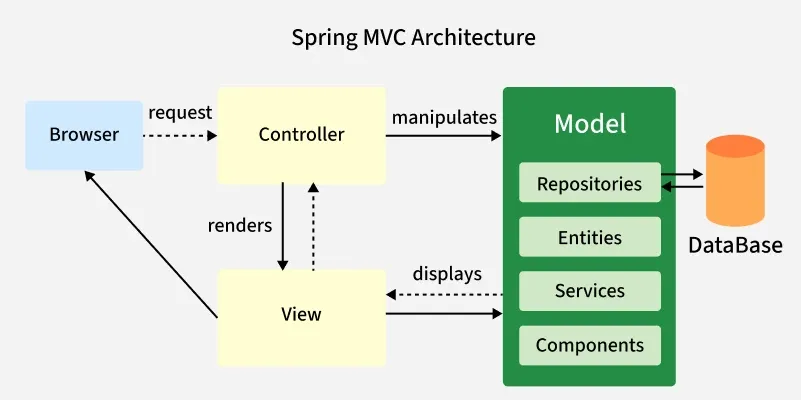 Spring MVC Architecture
request
manipulates
Browser
Controller
Model
Repositories
renders
Entities
DataBase
displays
Services
View
Components